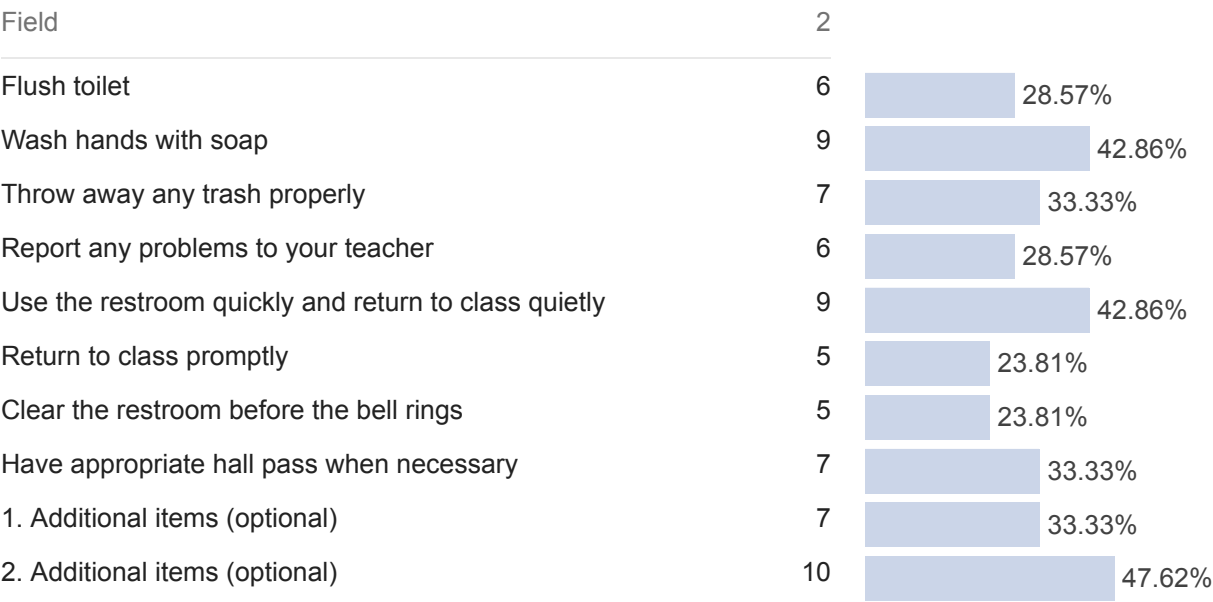 Field 2
Flush toilet 6 28.57%
Wash hands with soap 9 42.86%
Throw away any trash properly 7 33.33%
Report any problems to your teacher 6 28.57%
Use the restroom quickly and return to class quietly 9 42.86%
Return to class promptly 5 23.81%
Clear the restroom before the bell rings 5 23.81%
Have appropriate hall pass when necessary 7 33.33%
1. Additional items (optional) 7 33.33%
2. Additional items (optional) 10 47.62%